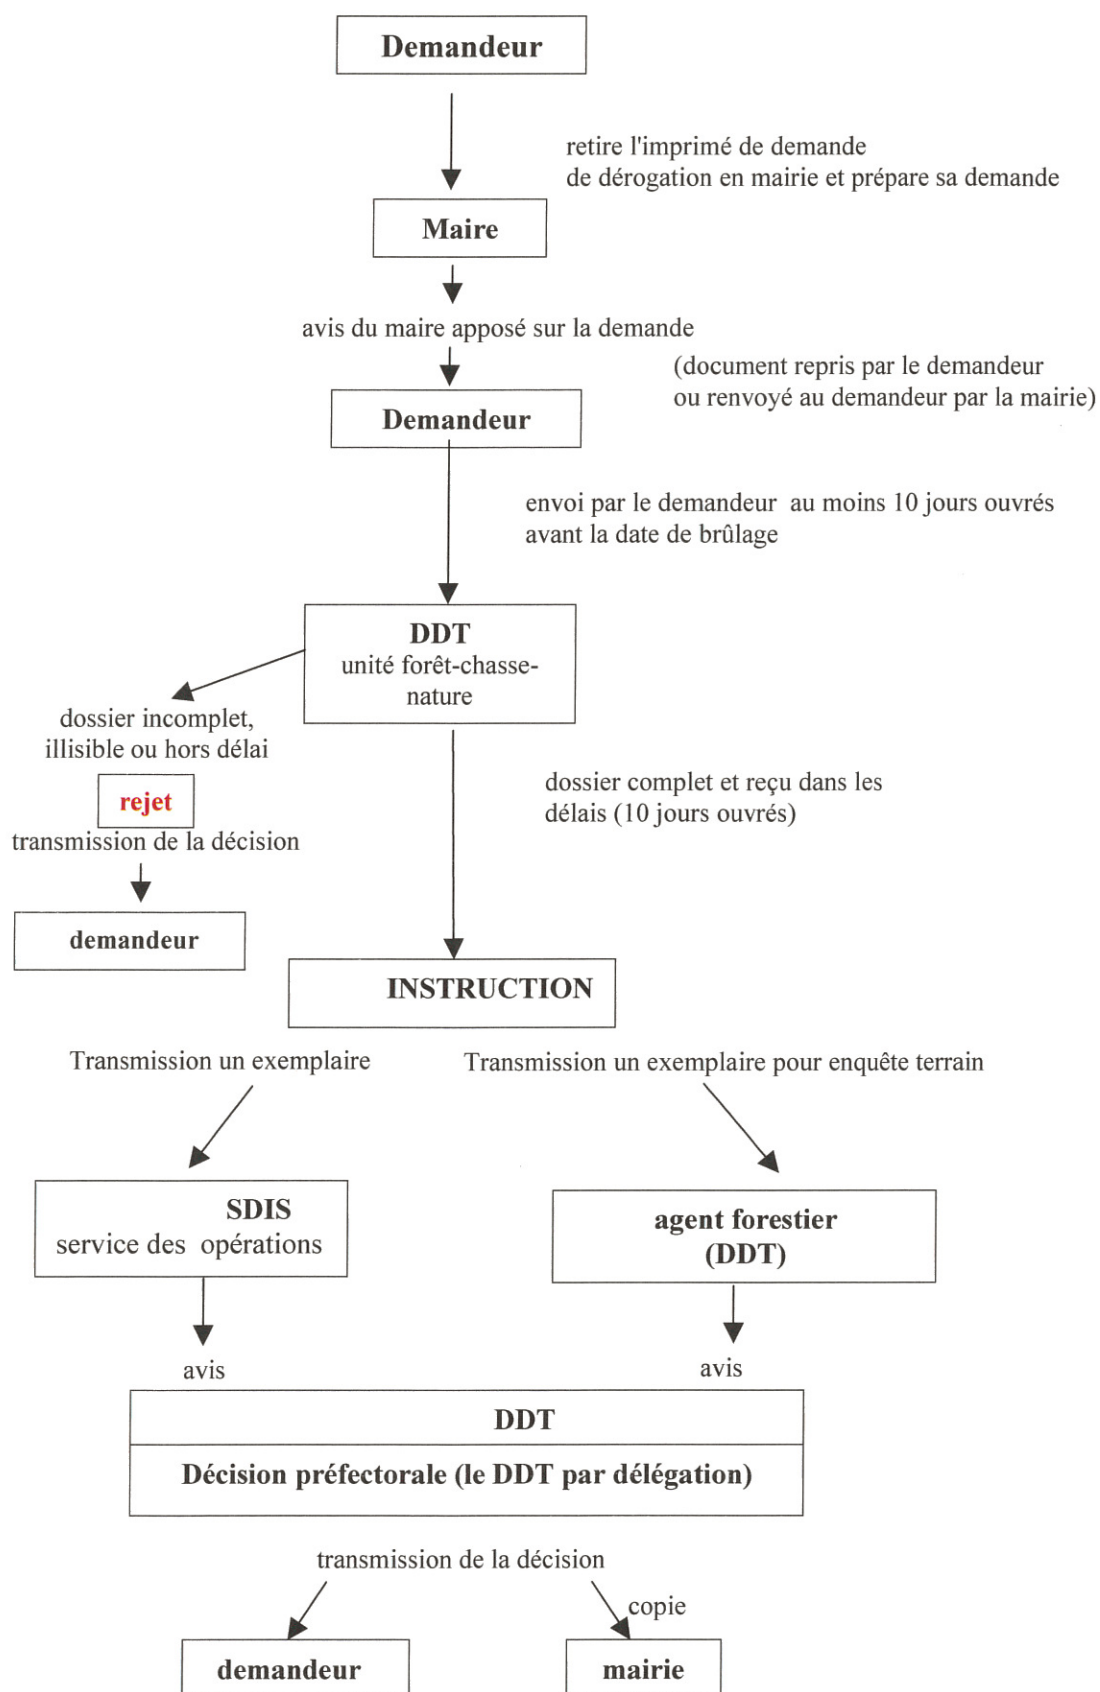 Demandeur
retire l'imprimé de demande
de dérogation en mairie et prépare sa demande
Maire
avis du maire apposé sur la demande
(document repris par le demandeur
ou renvoyé au demandeur par la mairie)
Demandeur
envoi par le demandeur au moins 10 jours ouvrés
avant la date de brûlage
DDT
unité forêt-chasse-
nature
dossier incomplet,
illisible ou hors délai
rejet
transmission de la décision
demandeur
dossier complet et reçu dans les
délais (10 jours ouvrés)
INSTRUCTION
Transmission un exemplaire
Transmission un exemplaire pour enquête terrain
SDIS
service des opérations
agent forestier
(DDT)
avis
avis
DDT
Décision préfectorale (le DDT par délégation)
transmission de la décision
copie
demandeur
mairie